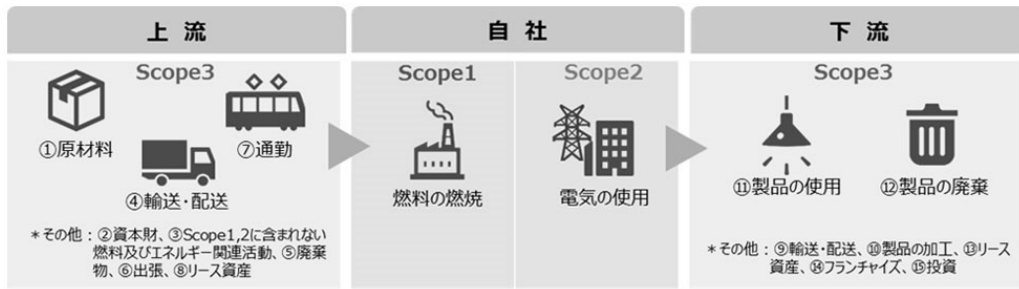 上 流
Scope3
①原材料
⑦通勤
④輸送・配送
＊その他：②資本財、③Scope1,2に含まれない
燃料及びエネルギー関連活動、⑤廃棄
物、⑥出張、⑧リース資産
自 社
Scope1
燃料の燃焼
Scope2
電気の使用
下 流
Scope3
⑪製品の使用
⑫製品の廃棄
＊その他：⑨輸送・配送、⑩製品の加工、⑬リース
資産、⑭フランチャイズ、⑮投資